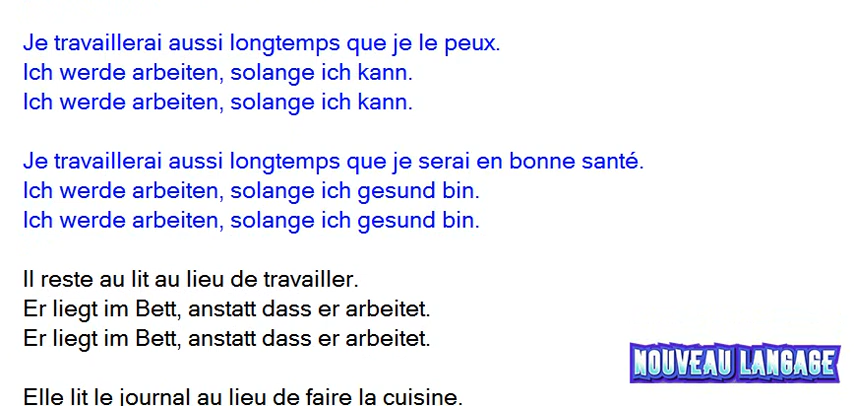 Je travaillerai aussi longtemps que je le peux.
Ich werde arbeiten, solange ich kann.
Ich werde arbeiten, solange ich kann.
Je travaillerai aussi longtemps que je serai en bonne santé.
Ich werde arbeiten, solange ich gesund bin.
Ich werde arbeiten, solange ich gesund bin.
Il reste au lit au lieu de travailler.
Er liegt im Bett, anstatt dass er arbeitet.
Er liegt im Bett, anstatt dass er arbeitet.
NOUVEAU LANGAGE
Elle lit le journal au lieu de faire la cuisine.